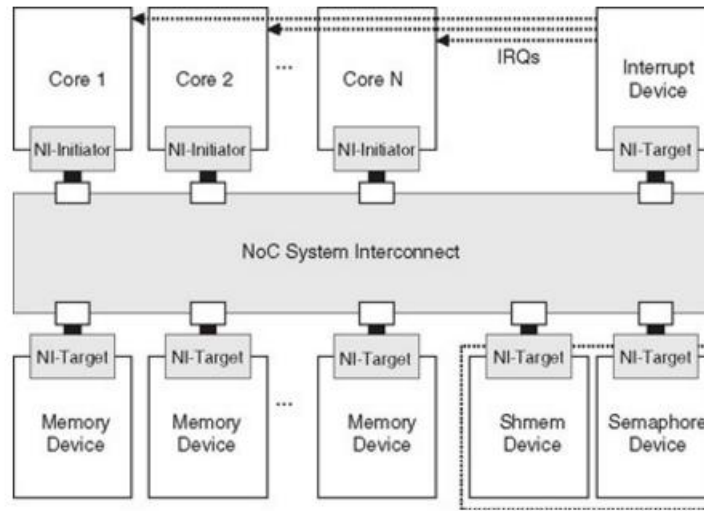 Core 1
Core 2
...
Core N
IRQs
Interrupt
Device
NI-Initiator
NI-Initiator
NI-Initiator
NI-Target
NoC System Interconnect
NI-Target
NI-Target
NI-Target
NI-Target
NI-Target
Memory
Device
Memory
Device
...
Memory
Device
Shmem
Device
Semaphore
Device